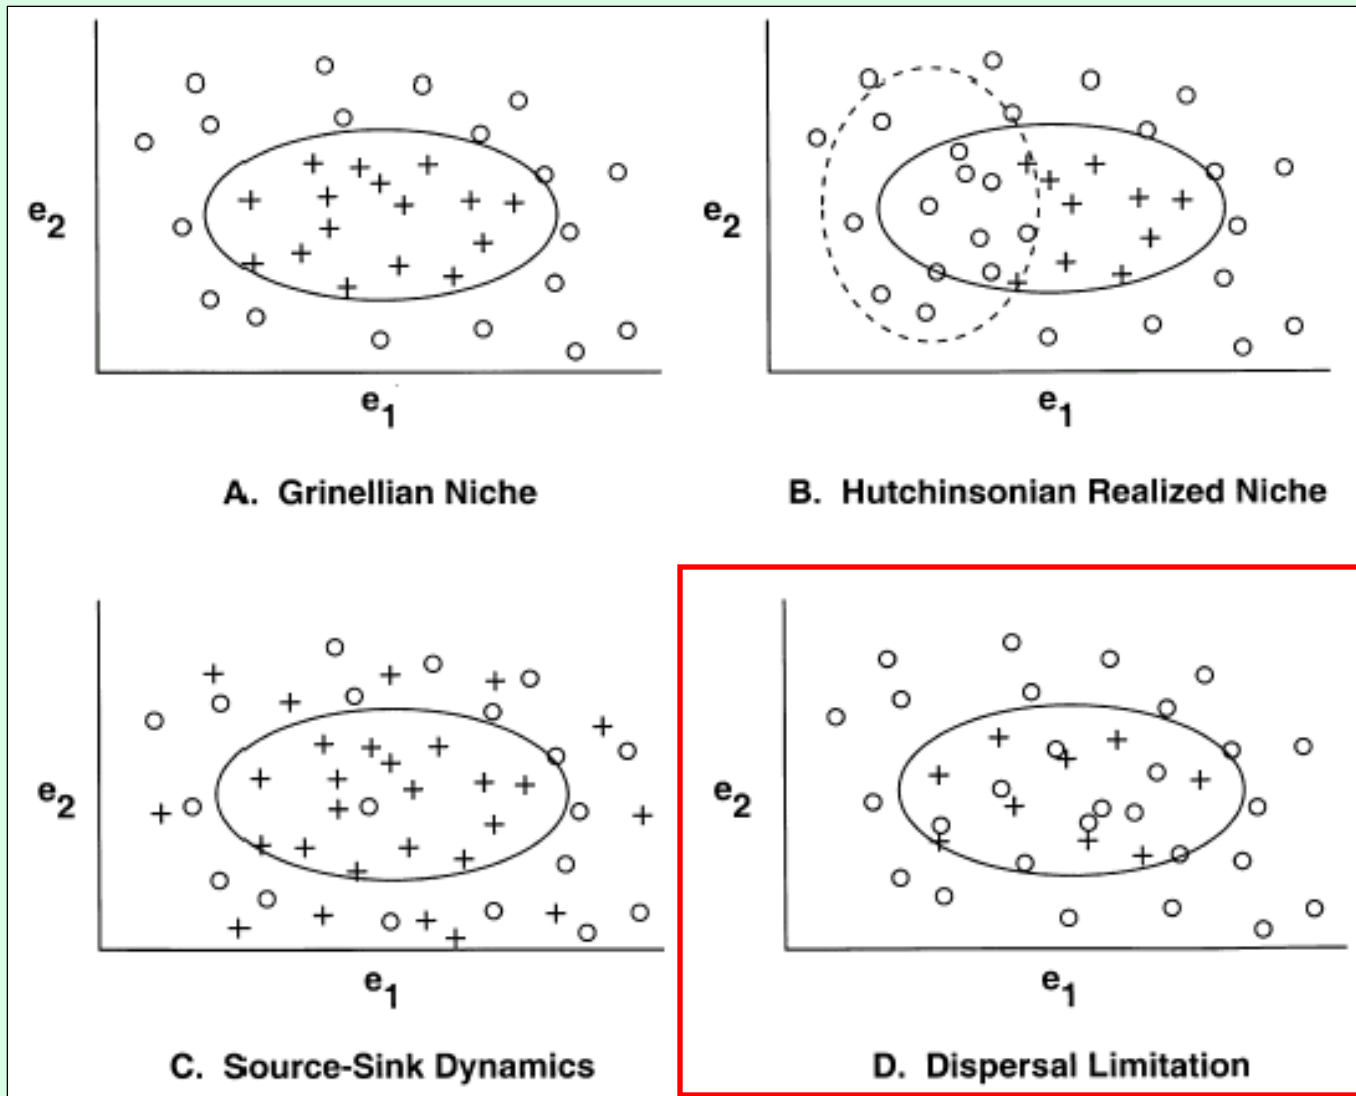 e2
e1
A. Grinellian Niche
e2
e1
B. Hutchinsonian Realized Niche
e2
e1
C. Source-Sink Dynamics
e2
e1
D. Dispersal Limitation